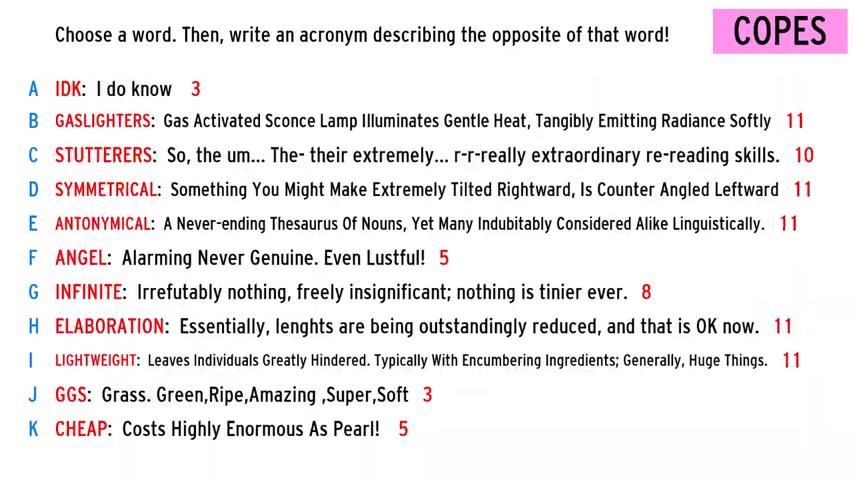 Choose a word. Then, write an acronym describing the opposite of that word!
COPES
A IDK: I do know 3
B GASLIGHTERS: Gas Activated Sconce Lamp Illuminates Gentle Heat, Tangibly Emitting Radiance Softly 11
C STUTTERERS: So, the um... The- their extremely... r-r-really extraordinary re-reading skills. 10
D SYMMETRICAL: Something You Might Make Extremely Tilted Rightward, Is Counter Angled Leftward 11
E ANTONYMICAL: A Never-ending Thesaurus Of Nouns, Yet Many Indubitably Considered Alike Linguistically. 11
F ANGEL: Alarming Never Genuine. Even Lustful! 5
G INFINITE: Irrefutably nothing, freely insignificant; nothing is tinier ever. 8
H ELABORATION: Essentially, lenghts are being outstandingly reduced, and that is OK now. 11
I LIGHTWEIGHT: Leaves Individuals Greatly Hindered. Typically With Encumbering Ingredients; Generally, Huge Things. 11
J GGS: Grass. Green,Ripe,Amazing ,Super,Soft 3
K CHEAP: Costs Highly Enormous As Pearl! 5